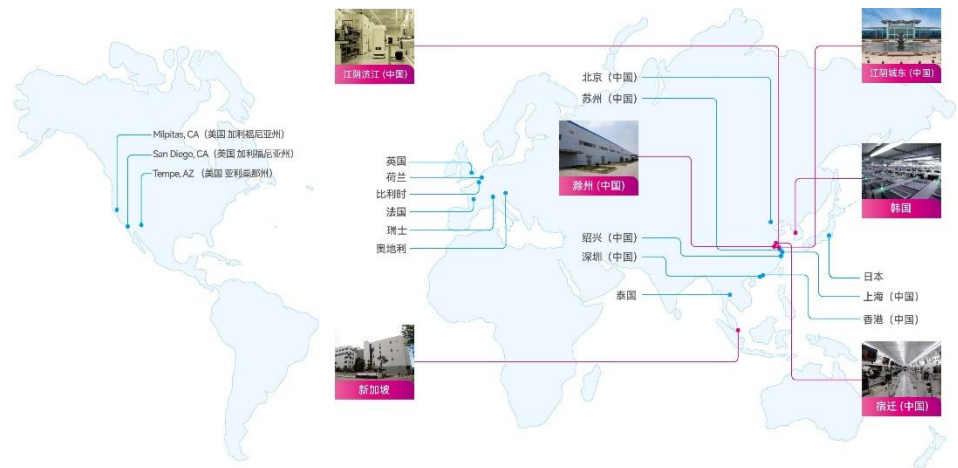 江阴滨江(中国)
江阴城东(中国)
北京（中国）
苏州（中国）
滁州(中国)
韩国
Milpitas, CA（美国 加利福尼亚州）
San Diego, CA（美国 加利福尼亚州）
Tempe, AZ （美国 亚利桑那州）
英国
荷兰
比利时
法国
瑞士
奥地利
绍兴（中国）
深圳（中国）
泰国
日本
上海（中国）
香港（中国）
新加坡
宿迁(中国)